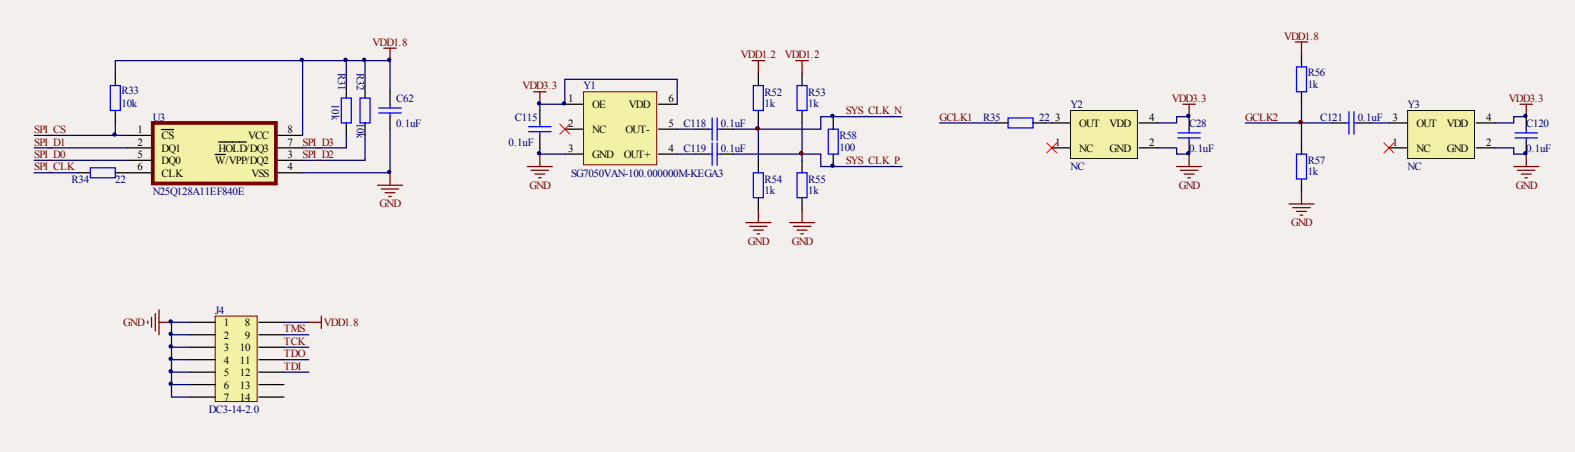 VDD1.8
R33
10k
R31
10k
R32
10k
C62
0.1uF
U3
SPI_CS
1
CS
VCC
8
SPI_D1
2
DQ1
HOLD/DQ3
7
SPI_D3
SPI_D0
5
DQ0
W/VPP/DQ2
3
SPI_D2
SPI_CLK
6
CLK
VSS
4
R34
22
N25Q128A11EF840E
GND
VDD3.3
Y1
C115
0.1uF
1
OE
VDD
6
2
NC
OUT-
5
3
GND
OUT+
4
GND
SG7050VAN-100.000000M-KEGA3
C118
0.1uF
C119
0.1uF
VDD1.2
VDD1.2
R52
1k
R53
1k
SYS_CLK_N
R58
100
SYS_CLK_P
R54
1k
R55
1k
GND
GND
GCLK1
R35
22
Y2
3
OUT
VDD
4
1
NC
GND
2
NC
VDD3.3
C28
0.1uF
GND
VDD1.8
R56
1k
GCLK2
C121
0.1uF
R57
1k
GND
Y3
3
OUT
VDD
4
1
NC
GND
2
NC
VDD3.3
C120
0.1uF
GND
J4
GND
1
8
VDD1.8
2
9
TMS
3
10
TCK
4
11
TDO
5
12
TDI
6
13
7
14
DC3-14-2.0